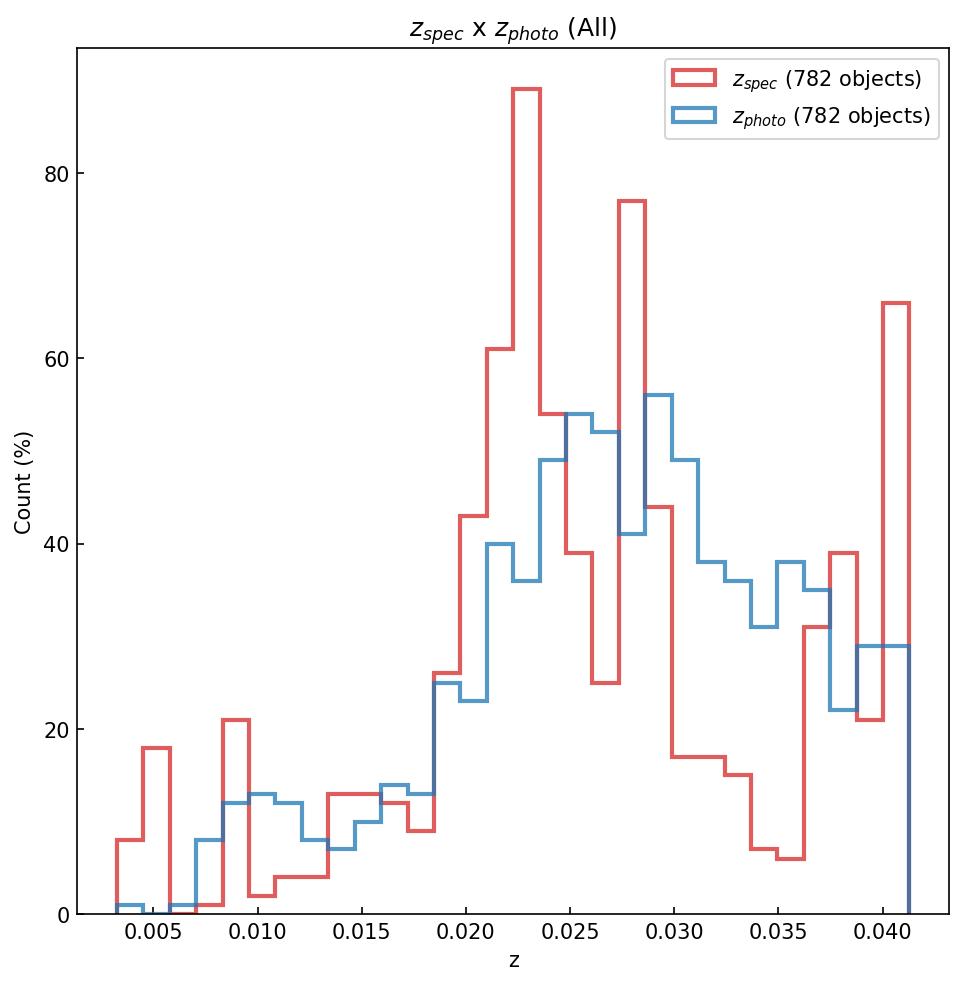 z_spec x z_photo (All)
z_spec (782 objects)
z_photo (782 objects)
Count (%)
80
60
40
20
0
0.005 0.010 0.015 0.020 0.025 0.030 0.035 0.040
z